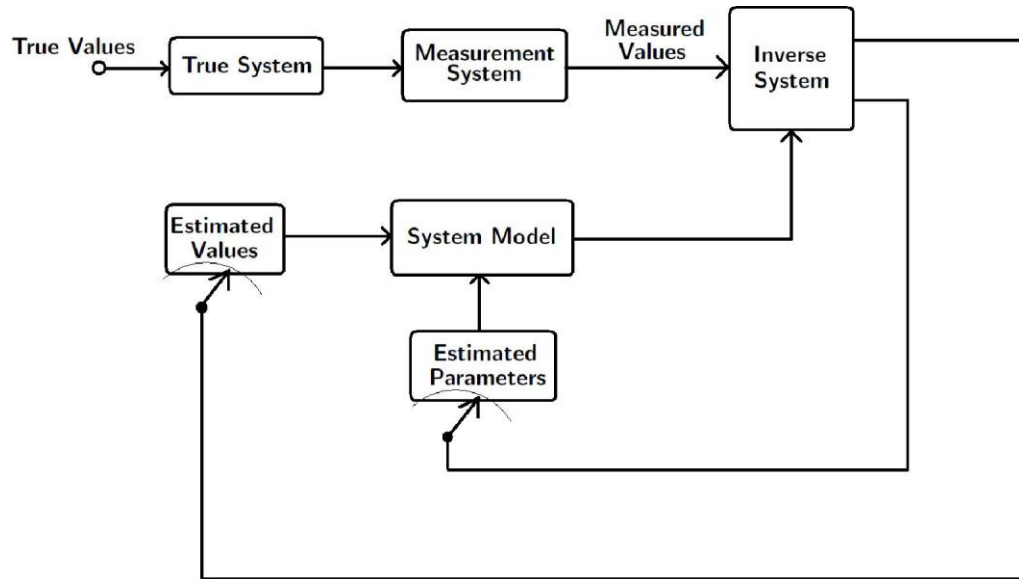 True Values
True System
Measurement
System
Measured
Values
Inverse
System
Estimated
Values
System Model
Estimated
Parameters